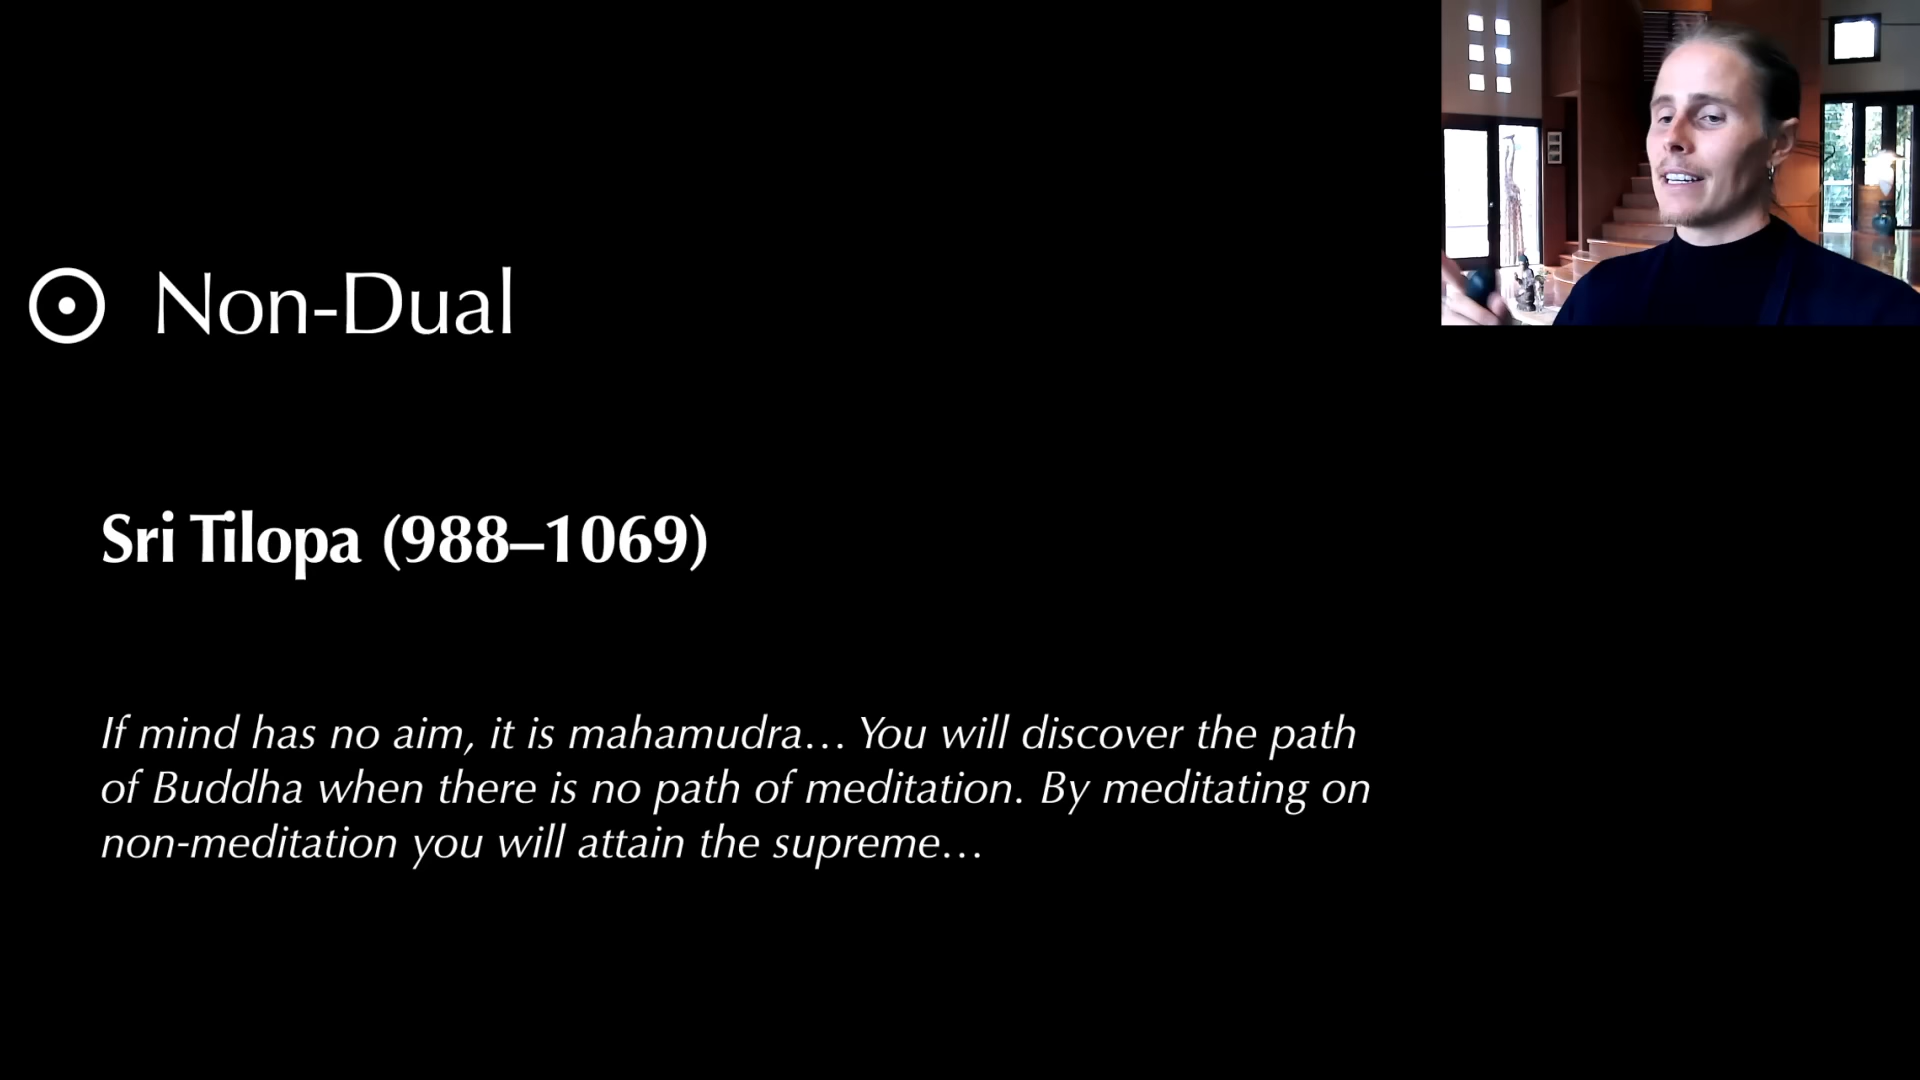 Non-Dual
Sri Tilopa (988–1069)
If mind has no aim, it is mahamudra… You will discover the path
of Buddha when there is no path of meditation. By meditating on
non-meditation you will attain the supreme…